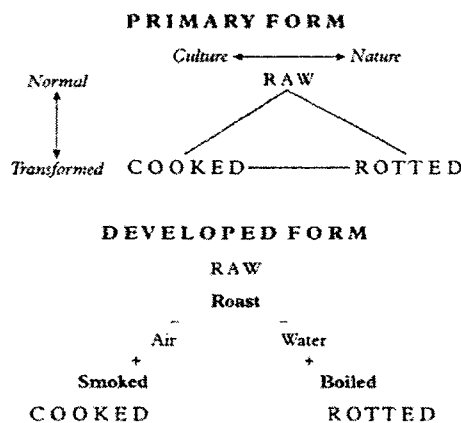 PRIMARY FORM
Culture Nature
Normal
RAW
Transformed COOKED ROTTED
DEVELOPED FORM
RAW
Roast
− −
Air Water
+ +
Smoked Boiled
COOKED ROTTED